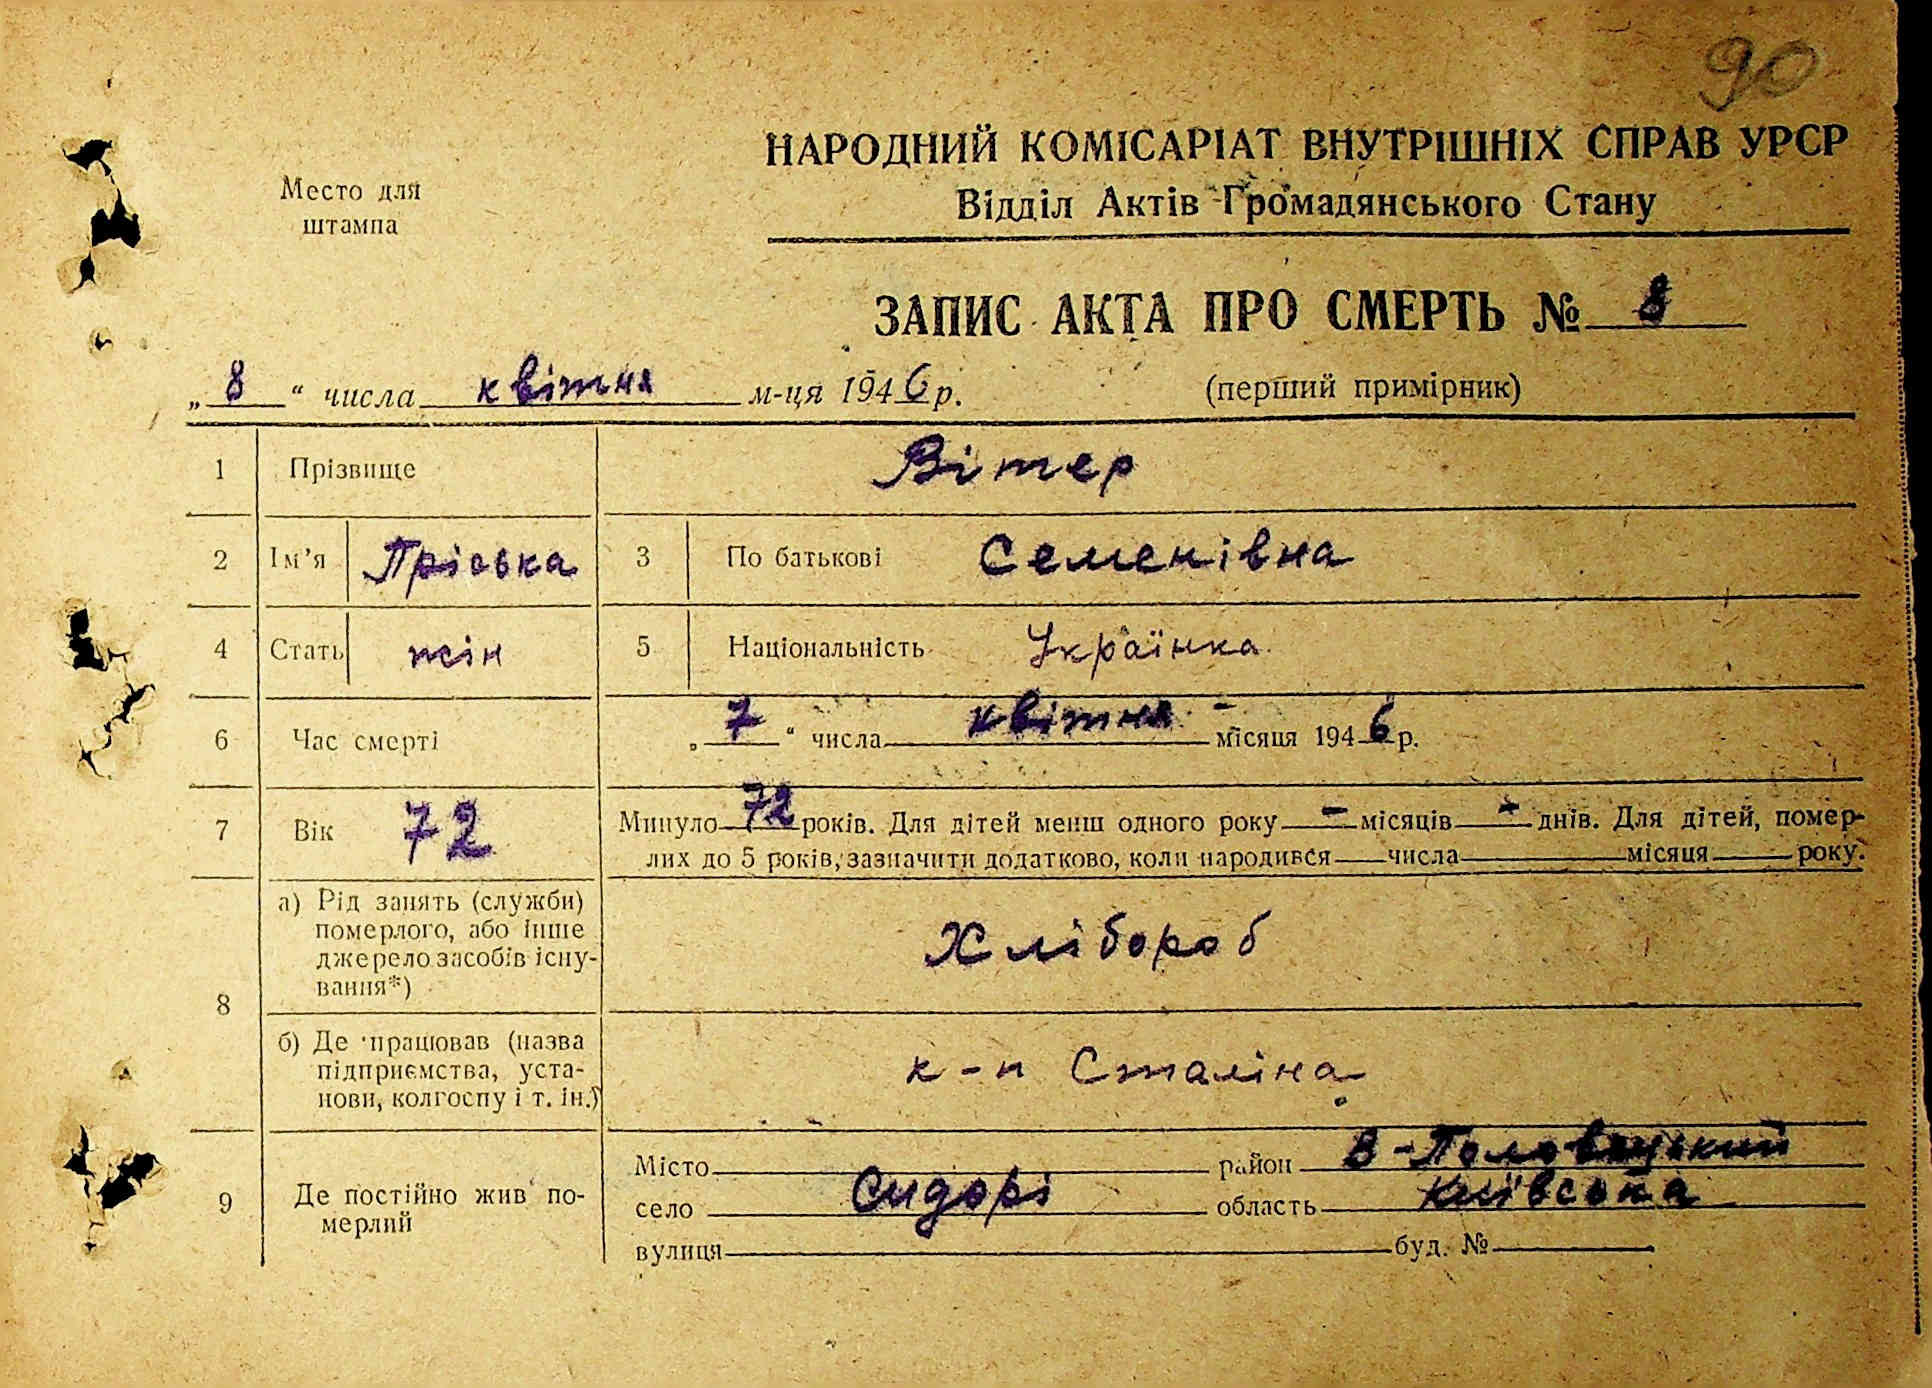 90
НАРОДНИЙ КОМІСАРІАТ ВНУТРІШНІХ СПРАВ УРСР
Место для
штампа
Відділ Актів Громадянського Стану
ЗАПИС АКТА ПРО СМЕРТЬ № 8
„8“ числа квітня м-ця 1946 р.
(перший примірник)
1 Прізвище Вітер
2 Ім’я Пріська 3 По батькові Семенівна
4 Стать жін 5 Національність Українка
6 Час смерті „7“ числа квітня місяця 1946 р.
7 Вік 72 Минуло 72 років. Для дітей менш одного року - місяців - днів. Для дітей, помер-
лих до 5 років, зазначити додатково, коли народився числа місяця року.
8 а) Рід занять (служби)
померлого, або інше
джерело засобів існу-
вання*)
Хлібороб
б) Де працював (назва
підприємства, уста-
нови, колгоспу і т. ін.)
к-п Сталіна
9 Де постійно жив по-
мерлий
Місто район В-Половецький
село Сидорі область Київська
вулиця буд. №